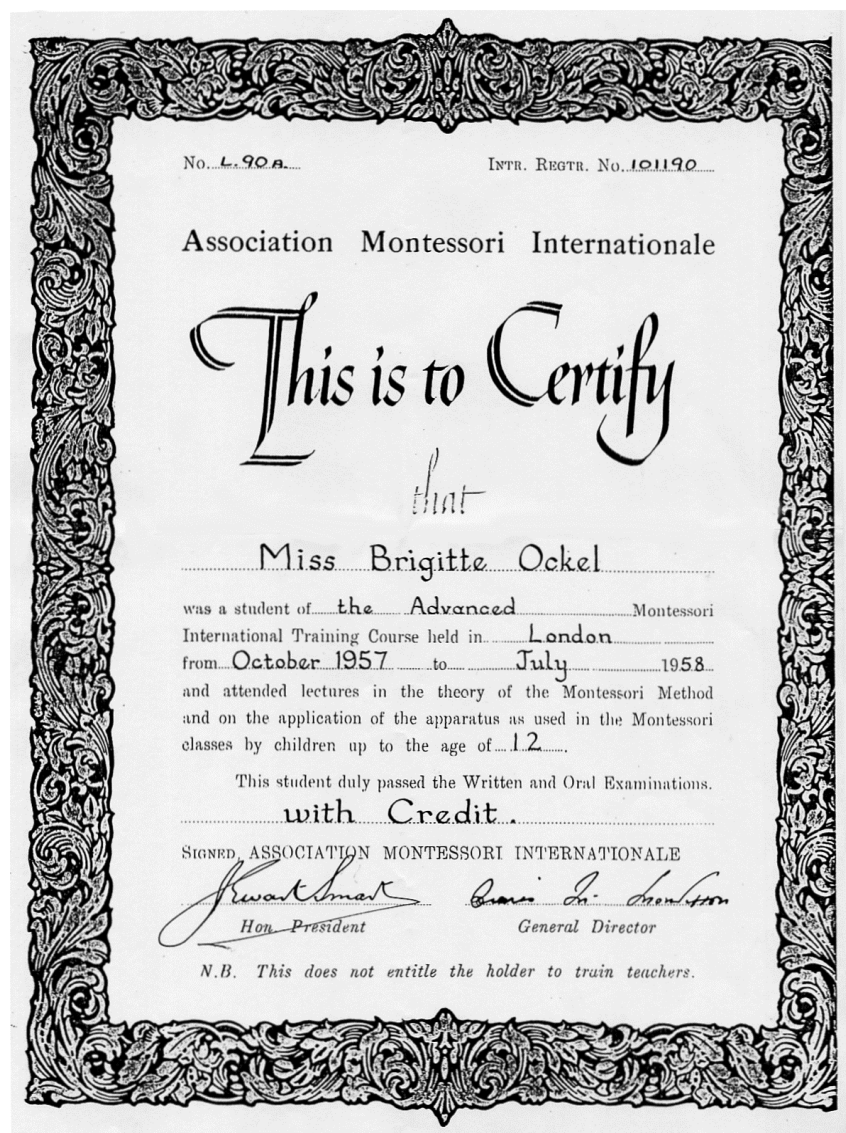 No. L.90A. INTR. REGTR. No. 101190
Association Montessori Internationale
This is to Certify
that
Miss Brigitte Ockel
was a student of the Advanced Montessori
International Training Course held in London
from October 1957 to July 1958
and attended lectures in the theory of the Montessori Method
and on the application of the apparatus as used in the Montessori
classes by children up to the age of 12.
This student duly passed the Written and Oral Examinations.
with Credit.
SIGNED, ASSOCIATION MONTESSORI INTERNATIONALE
Hon. President General Director
N.B. This does not entitle the holder to train teachers.